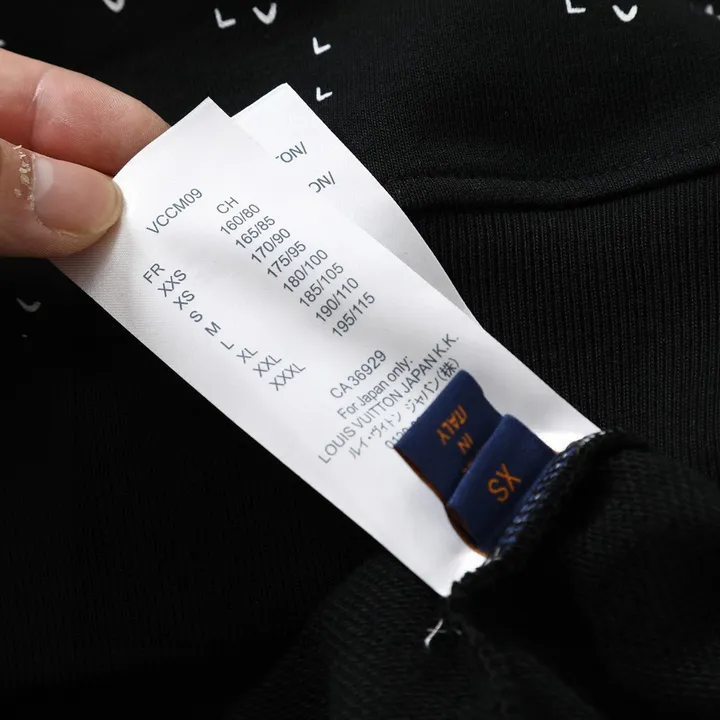 VCCM09
FR CH
XXS 160/80
XS 165/85
S 170/90
M 175/95
L 180/100
XL 185/105
XXL 190/110
XXXL 195/115
CA36929
For Japan only:
LOUIS VUITTON JAPAN K.K.
ルイ・ヴィトン ジャパン(株)
0120
ON/
ON/
IN
ITALY
XS